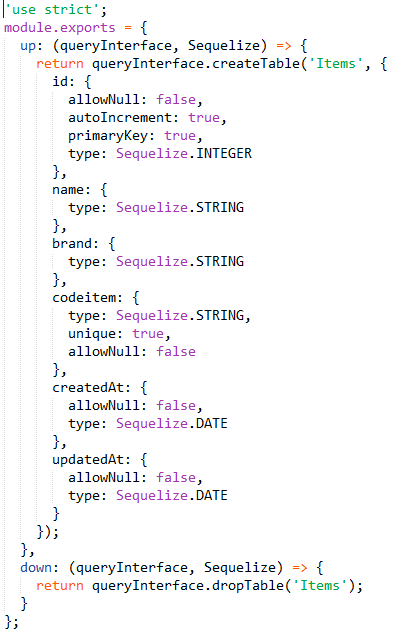 'use strict';
module.exports = {
  up: (queryInterface, Sequelize) => {
    return queryInterface.createTable('Items', {
      id: {
        allowNull: false,
        autoIncrement: true,
        primaryKey: true,
        type: Sequelize.INTEGER
      },
      name: {
        type: Sequelize.STRING
      },
      brand: {
        type: Sequelize.STRING
      },
      codeitem: {
        type: Sequelize.STRING,
        unique: true,
        allowNull: false
      },
      createdAt: {
        allowNull: false,
        type: Sequelize.DATE
      },
      updatedAt: {
        allowNull: false,
        type: Sequelize.DATE
      }
    });
  },
  down: (queryInterface, Sequelize) => {
    return queryInterface.dropTable('Items');
  }
};